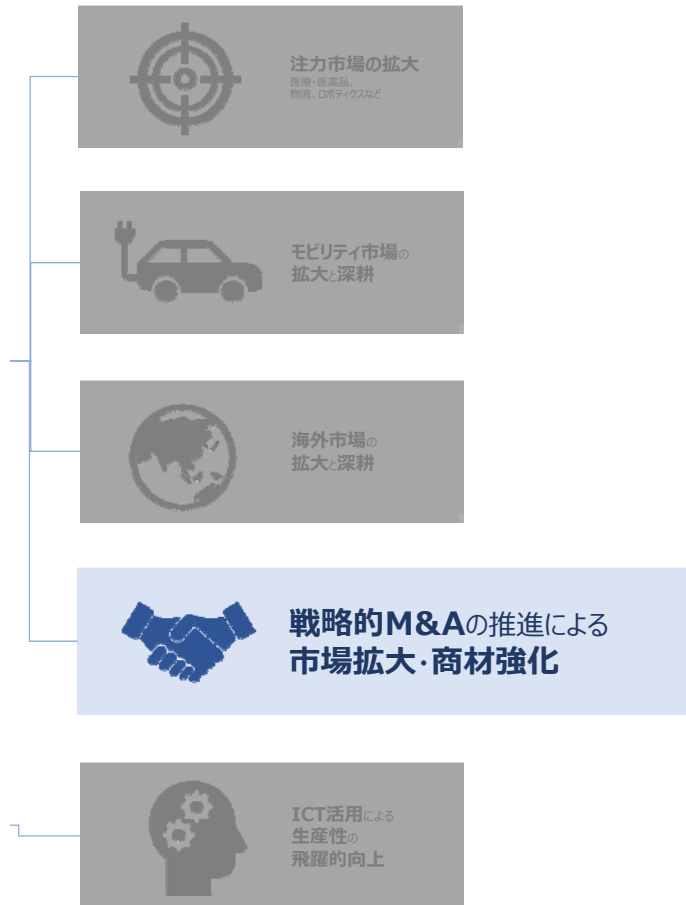 注力市場の拡大
医療・医薬品、
物流、ロボティクスなど
モビリティ市場の
拡大と深耕
海外市場の
拡大と深耕
戦略的M&Aの推進による
市場拡大・商材強化
ICT活用による
生産性の
飛躍的向上